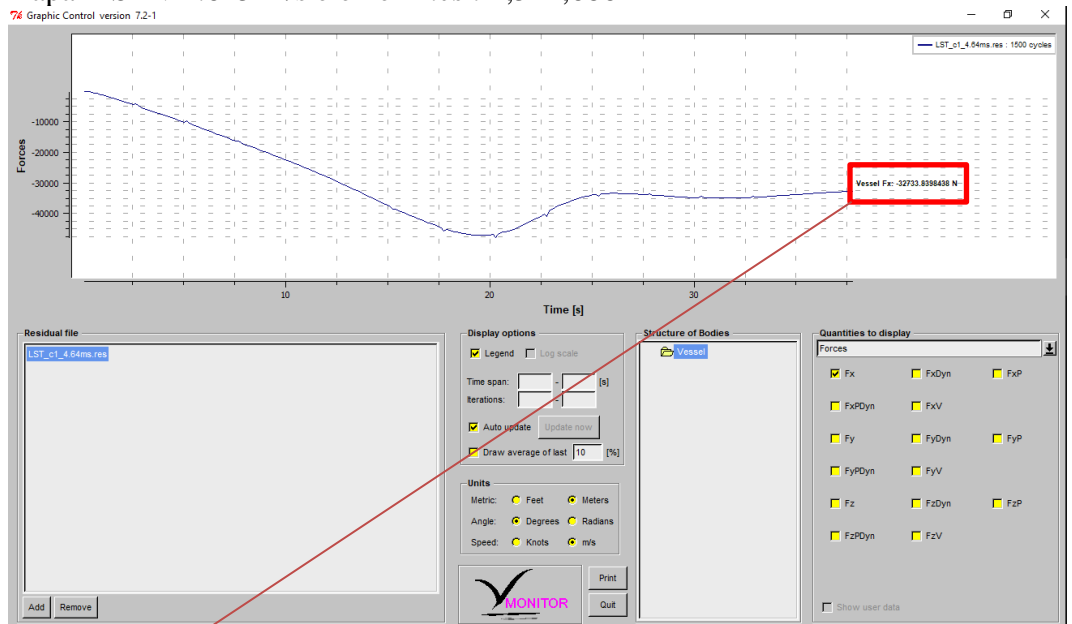 Graphic Control version 7.2-1
LST_c1_4.64ms.res : 1500 cycles
Forces
-10000
-20000
-30000
-40000
Vessel Fx: -32733.8398438 N
10 20 30
Time [s]
Residual file
LST_c1_4.64ms.res
Add Remove
Display options
Legend Log scale
Time span: - [s]
Iterations: -
Auto update Update now
Draw average of last 10 [%]
Units
Metric: Feet Meters
Angle: Degrees Radians
Speed: Knots m/s
MONITOR
Print
Quit
Structure of Bodies
Vessel
Quantities to display
Forces
Fx FxDyn FxP
FxPDyn FxV
Fy FyDyn FyP
FyPDyn FyV
Fz FzDyn FzP
FzPDyn FzV
Show user data